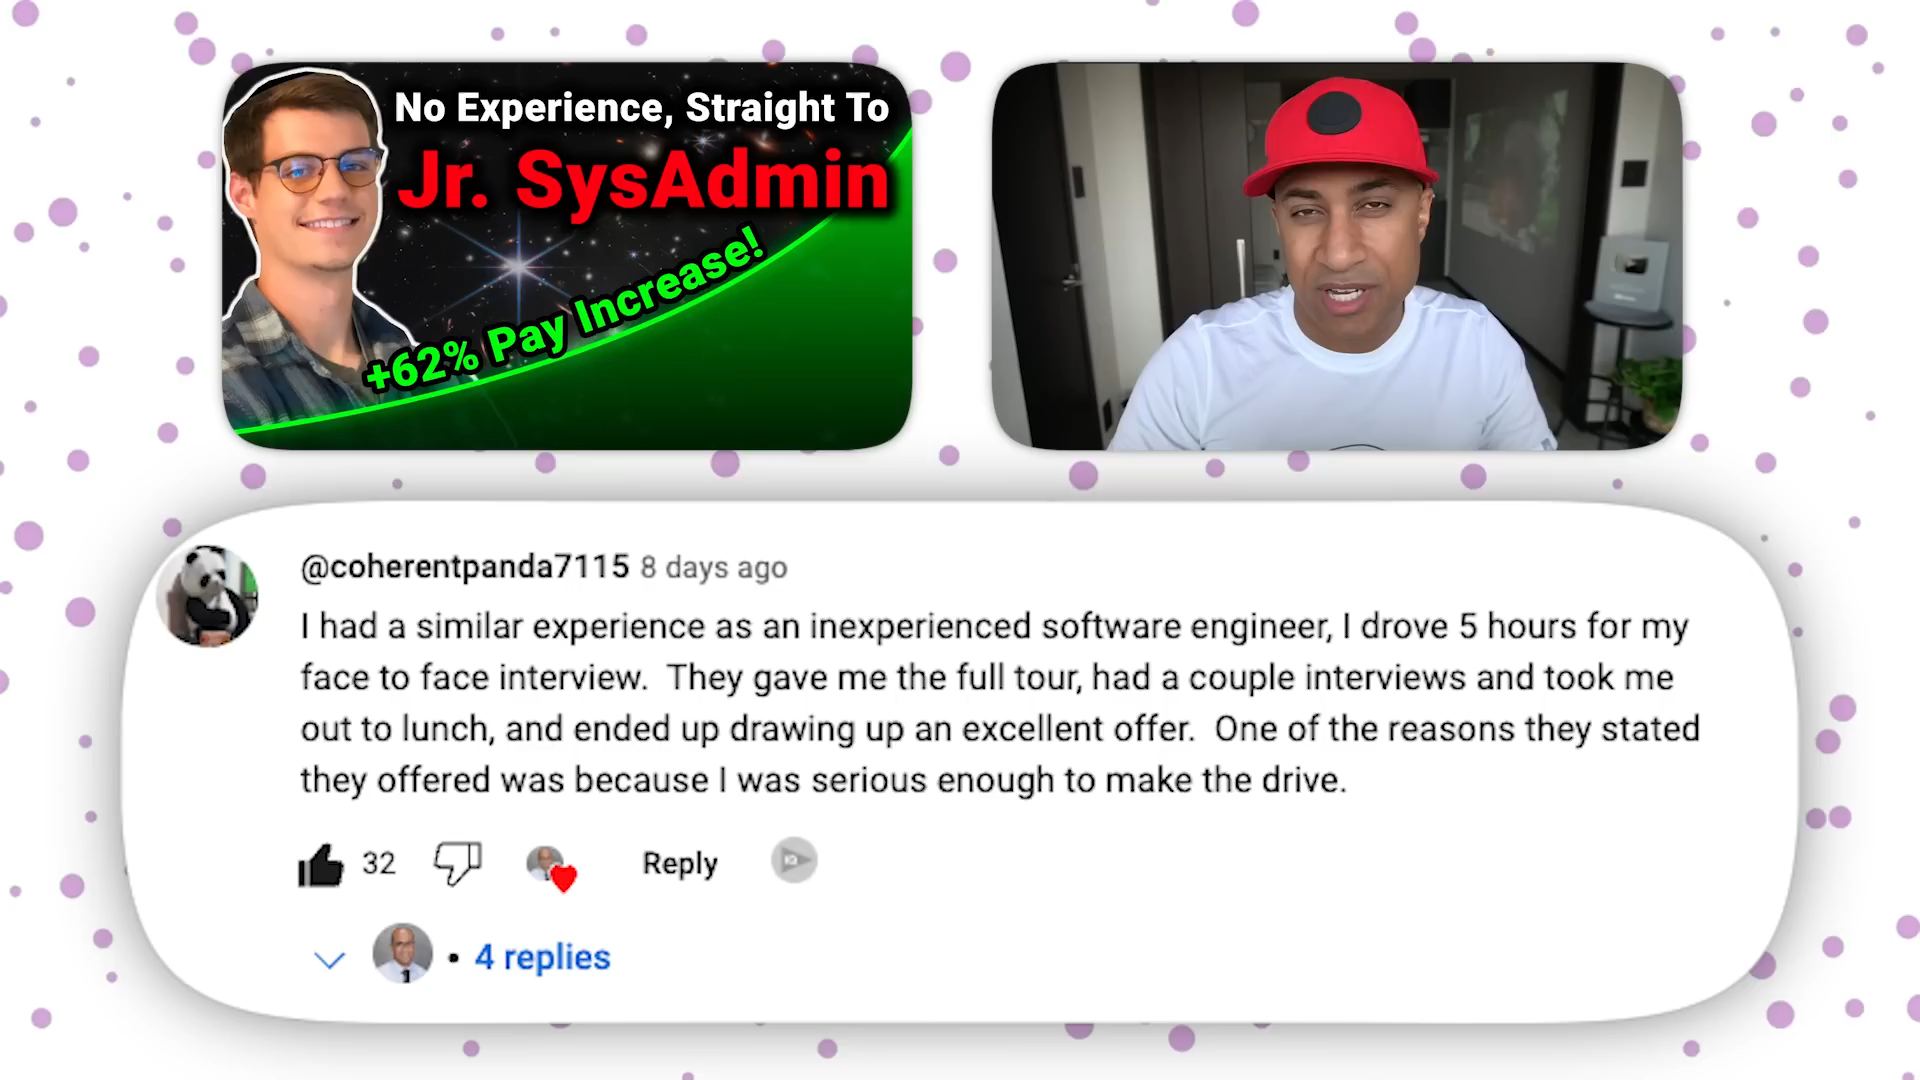 No Experience, Straight To
Jr. SysAdmin
+62% Pay Increase!
@coherentpanda7115 8 days ago
I had a similar experience as an inexperienced software engineer, I drove 5 hours for my
face to face interview.  They gave me the full tour, had a couple interviews and took me
out to lunch, and ended up drawing up an excellent offer.  One of the reasons they stated
they offered was because I was serious enough to make the drive.
32 Reply
• 4 replies